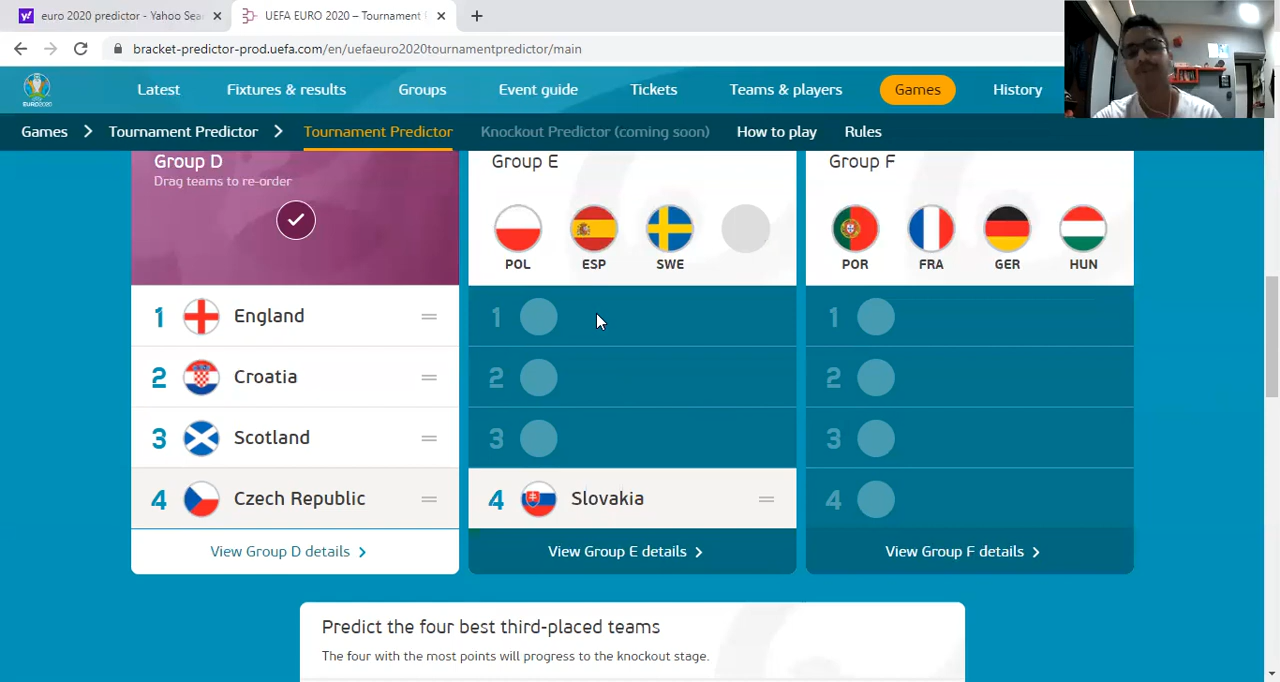 euro 2020 predictor - Yahoo Sea
UEFA EURO 2020 – Tournament
bracket-predictor-prod.uefa.com/en/uefaeuro2020tournamentpredictor/main
EURO2020
Latest
Fixtures & results
Groups
Event guide
Tickets
Teams & players
Games
History
Games
Tournament Predictor
Tournament Predictor
Knockout Predictor (coming soon)
How to play
Rules
Group D
Drag teams to re-order
1 England
2 Croatia
3 Scotland
4 Czech Republic
View Group D details
Group E
POL ESP SWE
1
2
3
4 Slovakia
View Group E details
Group F
POR FRA GER HUN
1
2
3
4
View Group F details
Predict the four best third-placed teams
The four with the most points will progress to the knockout stage.